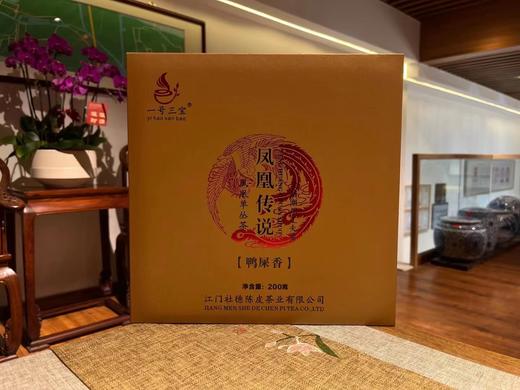 一号三宝®
yi hao san bao
凤凰传说
凤凰单丛茶
【鸭屎香】
净含量：200克
江门社德陈皮茶业有限公司
JIANG MEN SHE DE CHEN PI TEA CO.,LTD